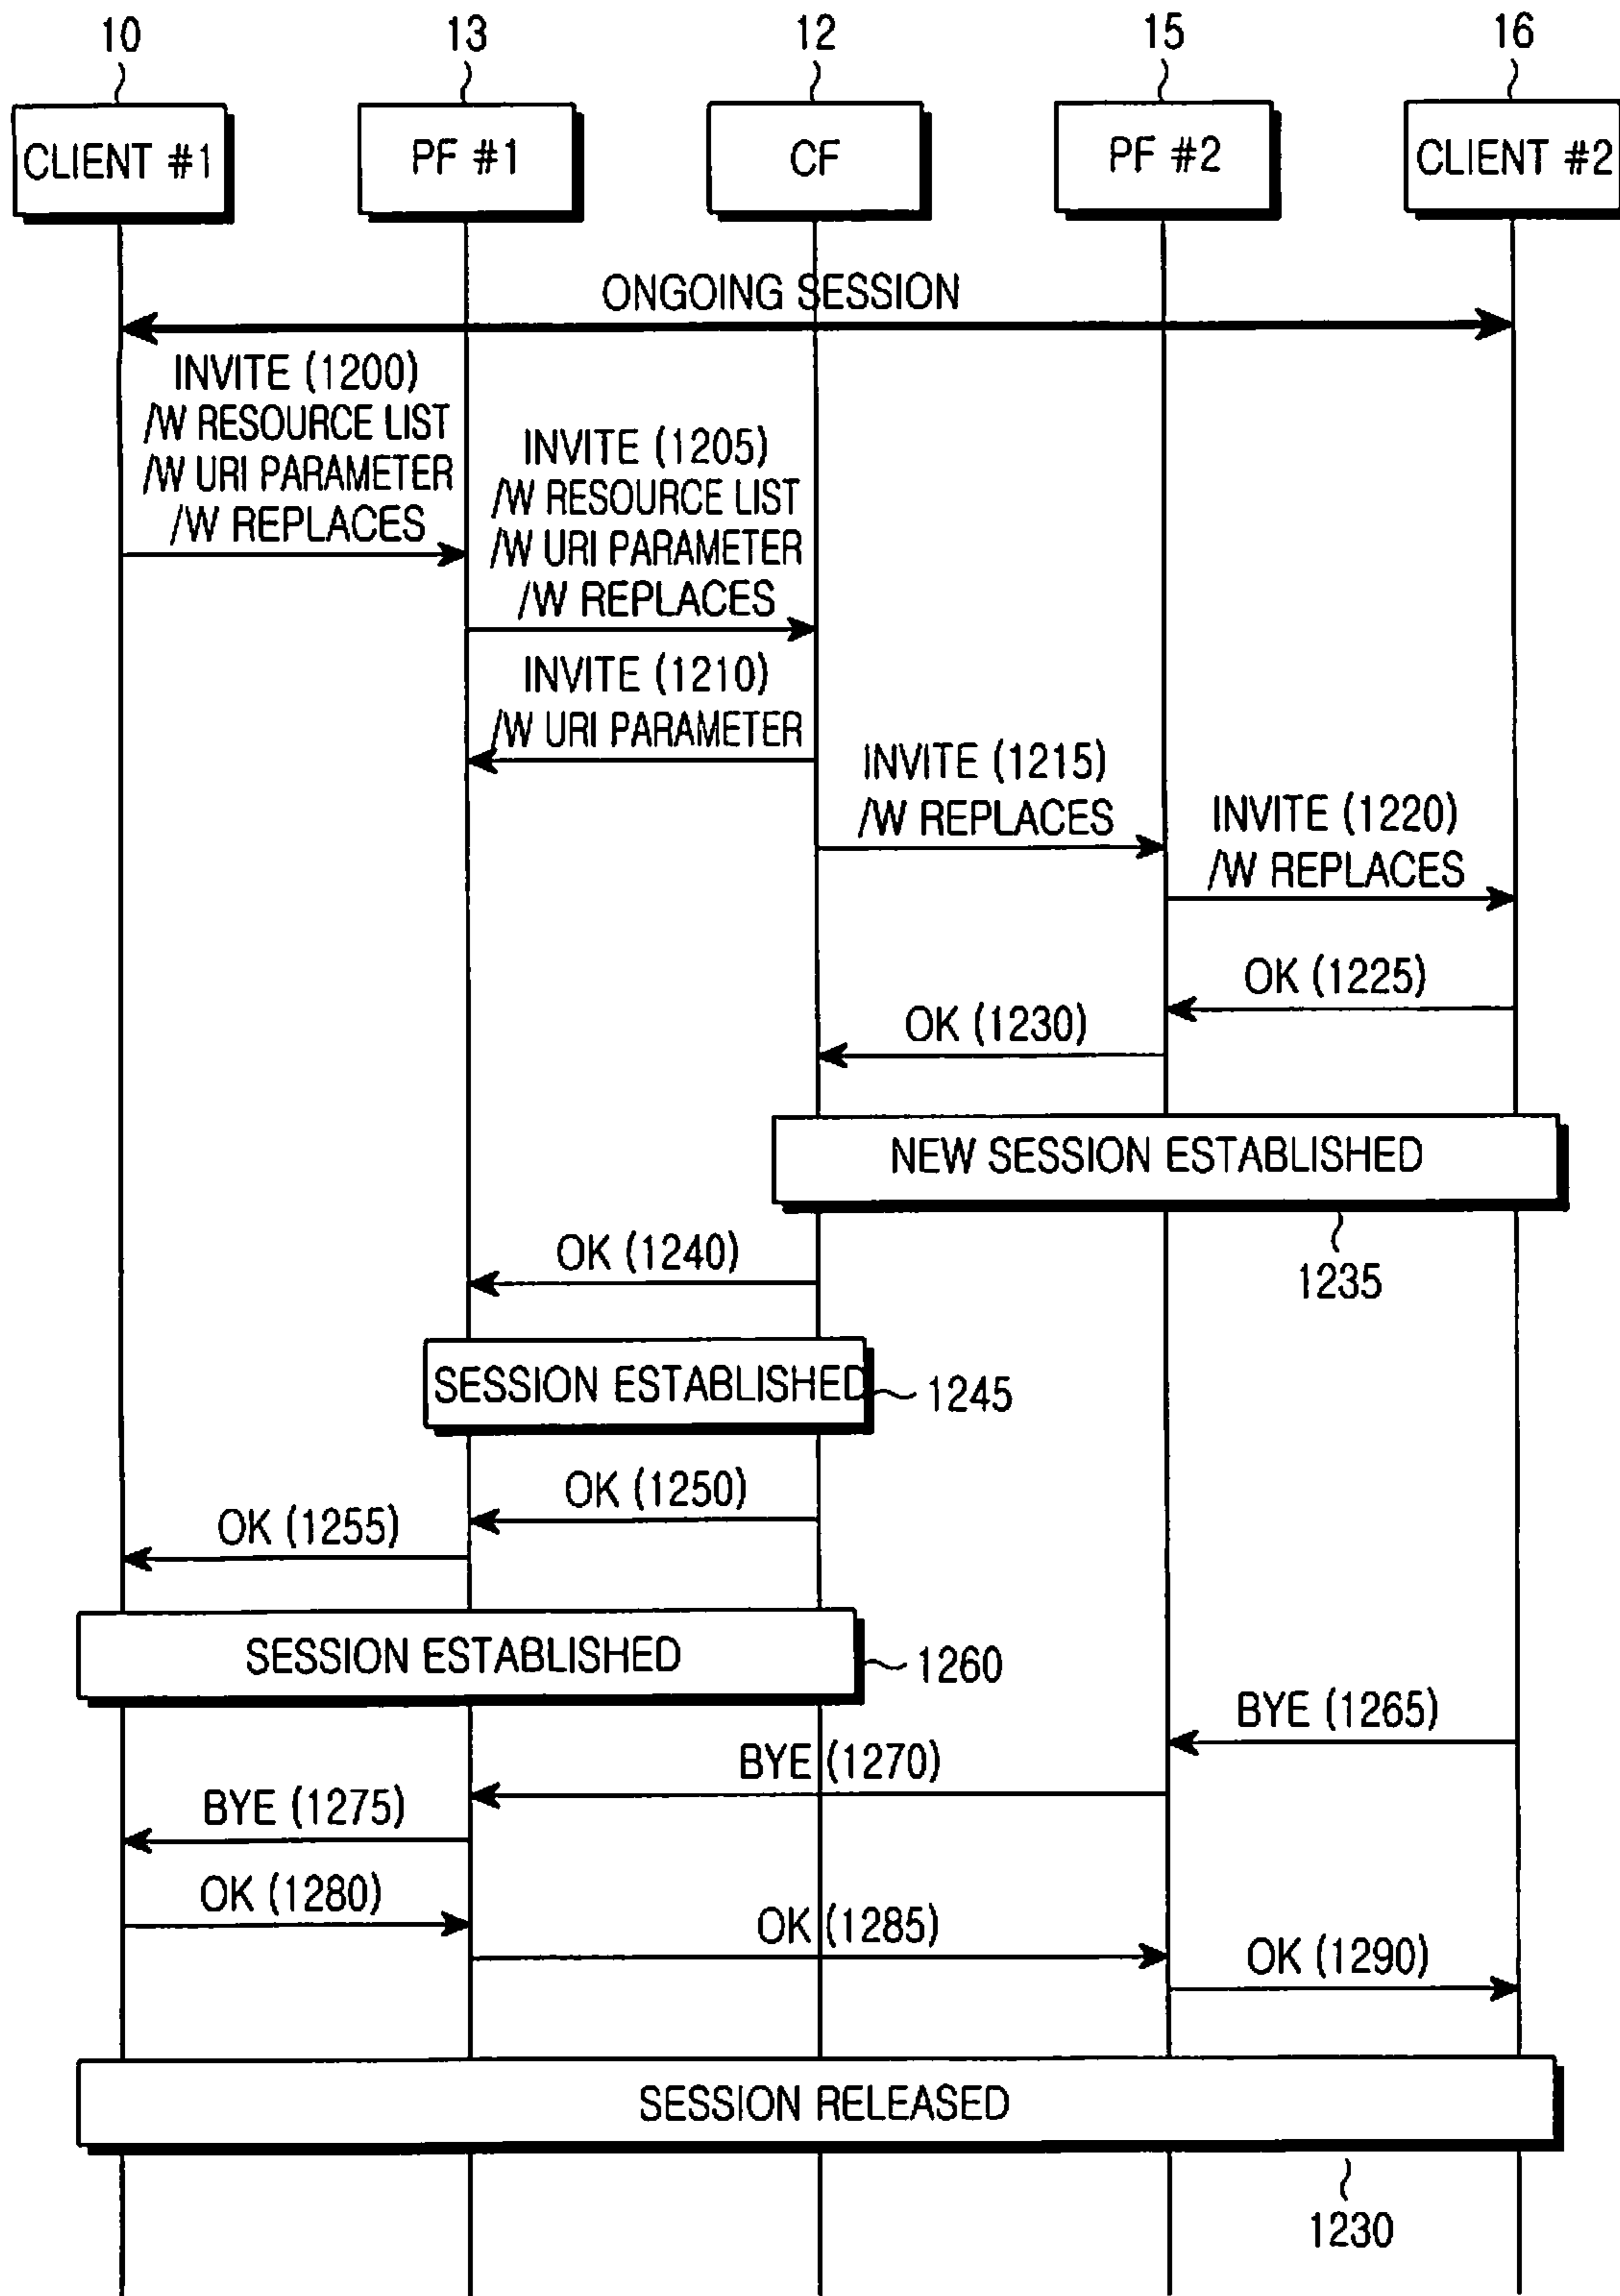 10
13
12
15
16
CLIENT #1
PF #1
CF
PF #2
CLIENT #2
ONGOING SESSION
INVITE (1200)
/W RESOURCE LIST
/W URI PARAMETER
/W REPLACES
INVITE (1205)
/W RESOURCE LIST
/W URI PARAMETER
/W REPLACES
INVITE (1210)
/W URI PARAMETER
INVITE (1215)
/W REPLACES
INVITE (1220)
/W REPLACES
OK (1225)
OK (1230)
NEW SESSION ESTABLISHED
1235
OK (1240)
SESSION ESTABLISHED
1245
OK (1250)
OK (1255)
SESSION ESTABLISHED
1260
BYE (1265)
BYE (1270)
BYE (1275)
OK (1280)
OK (1285)
OK (1290)
SESSION RELEASED
1230